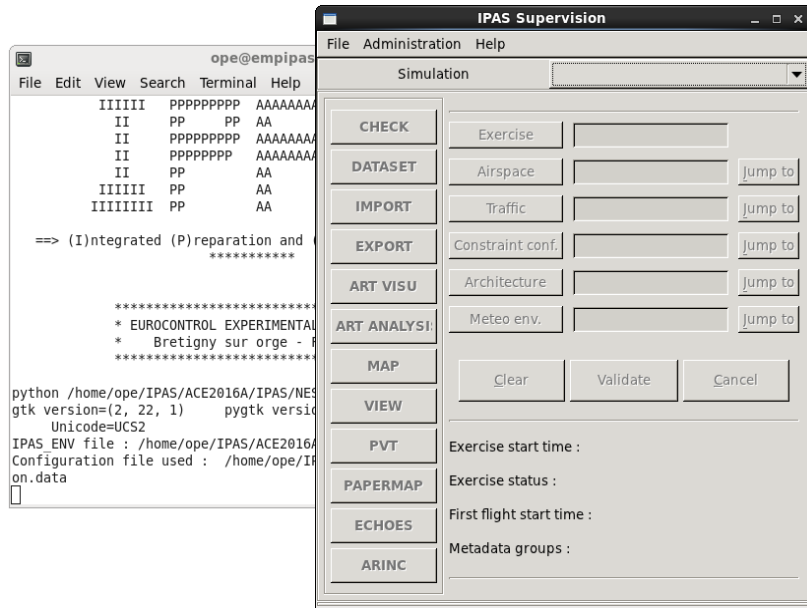 ope@empipas
File Edit View Search Terminal Help
IIIIII PPPPPPPPP AAAAAAAA
II PP PP AA
II PPPPPPPPP AAAAAAAA
II PPPPPPPP AAAAAAAA
II PP AA
IIIIII PP AA
IIIIIIII PP AA
==> (I)ntegrated (P)reparation and (
***********
**************************
* EUROCONTROL EXPERIMENTAL
* Bretigny sur orge - F
**************************
python /home/ope/IPAS/ACE2016A/IPAS/NES
gtk version=(2, 22, 1) pygtk versio
Unicode=UCS2
IPAS_ENV file : /home/ope/IPAS/ACE2016A
Configuration file used : /home/ope/IP
on.data
IPAS Supervision
File Administration Help
Simulation
CHECK
DATASET
IMPORT
EXPORT
ART VISU
ART ANALYSI
MAP
VIEW
PVT
PAPERMAP
ECHOES
ARINC
Exercise
Airspace Jump to
Traffic Jump to
Constraint conf. Jump to
Architecture Jump to
Meteo env. Jump to
Clear Validate Cancel
Exercise start time :
Exercise status :
First flight start time :
Metadata groups :